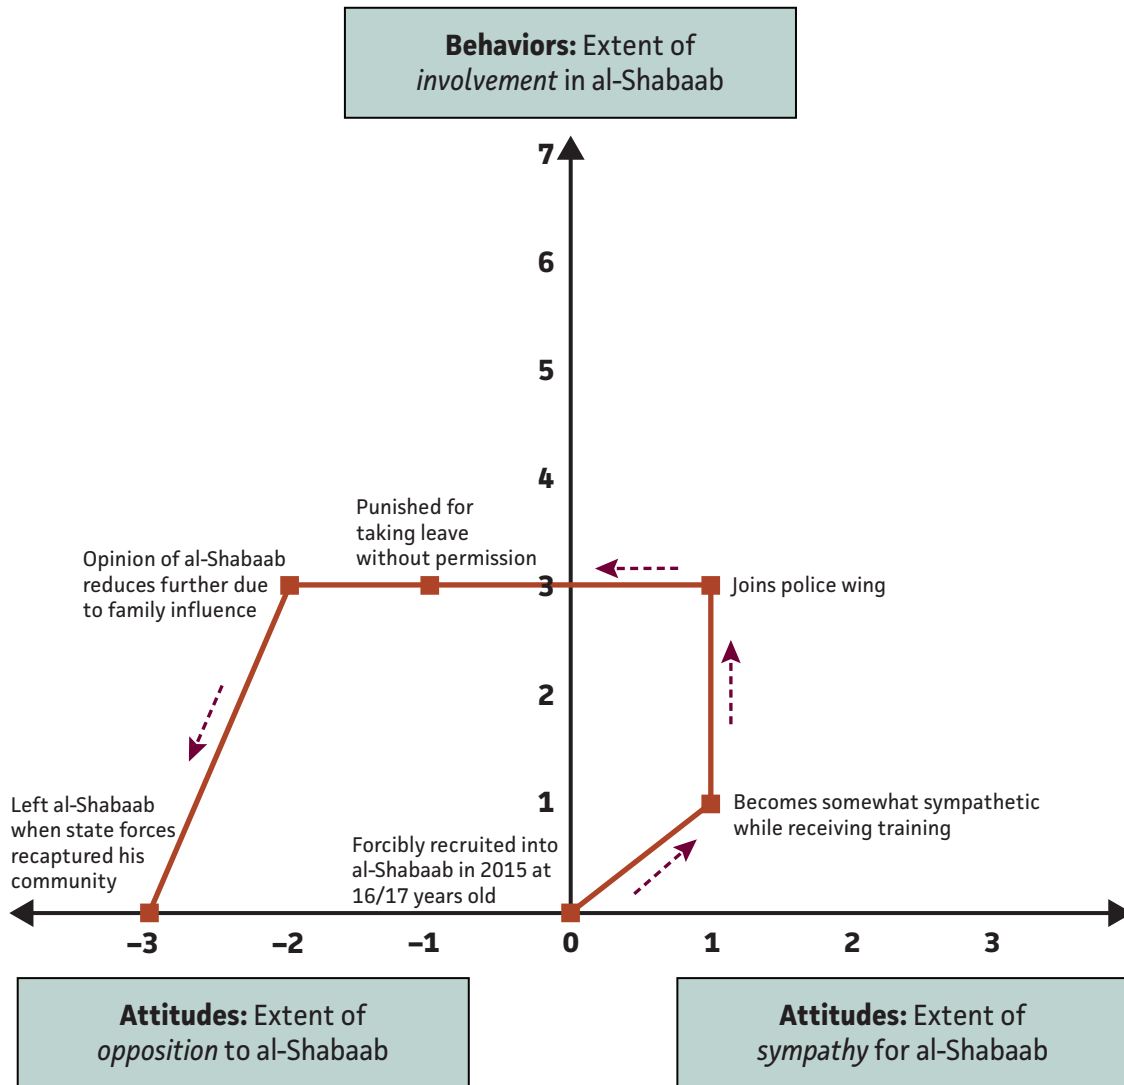 Behaviors: Extent of
involvement in al-Shabaab
7
6
5
4
3
2
1
Punished for
taking leave
without permission
Opinion of al-Shabaab
reduces further due
to family influence
Joins police wing
Left al-Shabaab
when state forces
recaptured his
community
Forcibly recruited into
al-Shabaab in 2015 at
16/17 years old
Becomes somewhat sympathetic
while receiving training
–3 –2 –1 0 1 2 3
Attitudes: Extent of
opposition to al-Shabaab
Attitudes: Extent of
sympathy for al-Shabaab